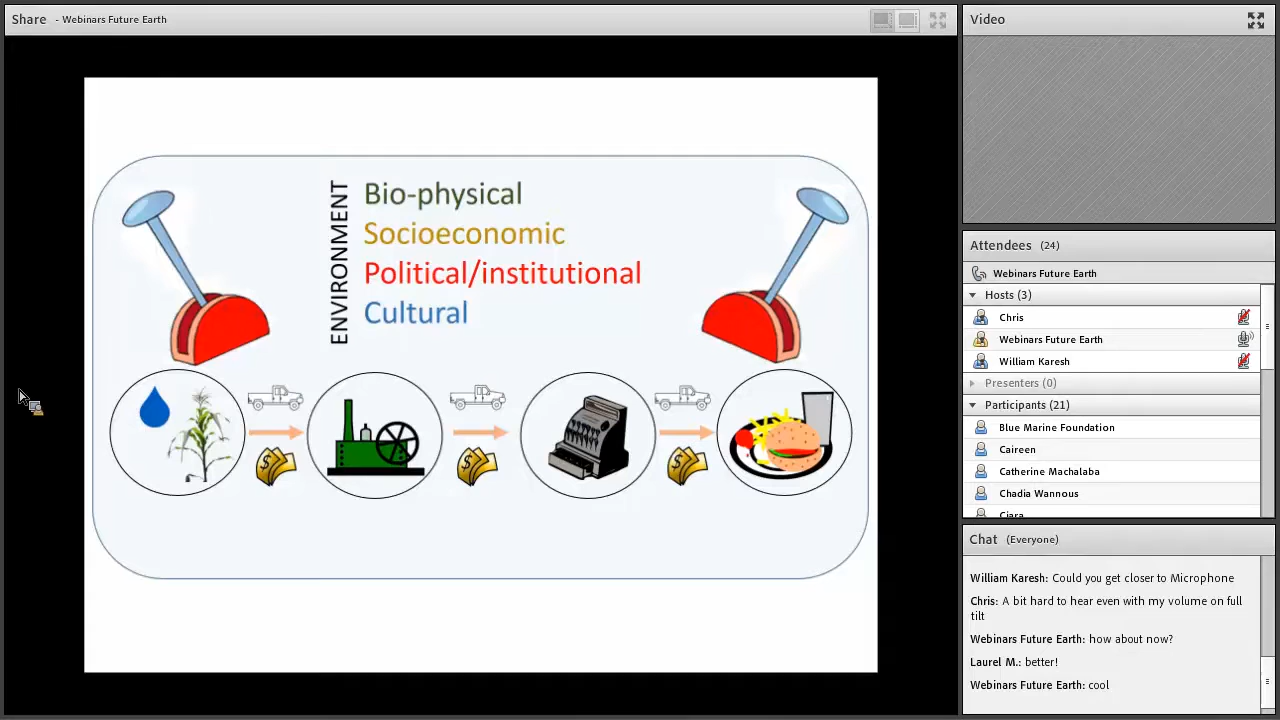 Share - Webinars Future Earth
ENVIRONMENT
Bio-physical
Socioeconomic
Political/institutional
Cultural
$
$
$
Video
Attendees (24)
Webinars Future Earth
Hosts (3)
Chris
Webinars Future Earth
William Karesh
Presenters (0)
Participants (21)
Blue Marine Foundation
Caireen
Catherine Machalaba
Chadia Wannous
Ciara
Chat (Everyone)
William Karesh: Could you get closer to Microphone
Chris: A bit hard to hear even with my volume on full
tilt
Webinars Future Earth: how about now?
Laurel M.: better!
Webinars Future Earth: cool